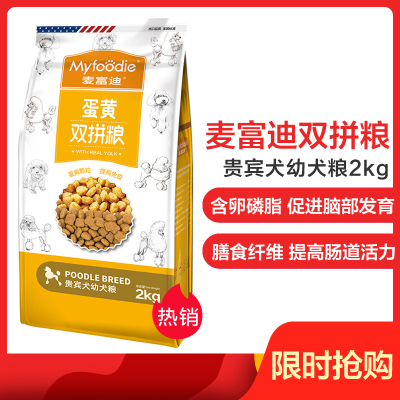 Myfoodie
麦富迪
蛋黄
双拼粮
WITH REAL YOLK
POODLE BREED
贵宾犬幼犬粮
2kg
热销
麦富迪双拼粮
贵宾犬幼犬粮2kg
含卵磷脂 促进脑部发育
膳食纤维 提高肠道活力
限时抢购